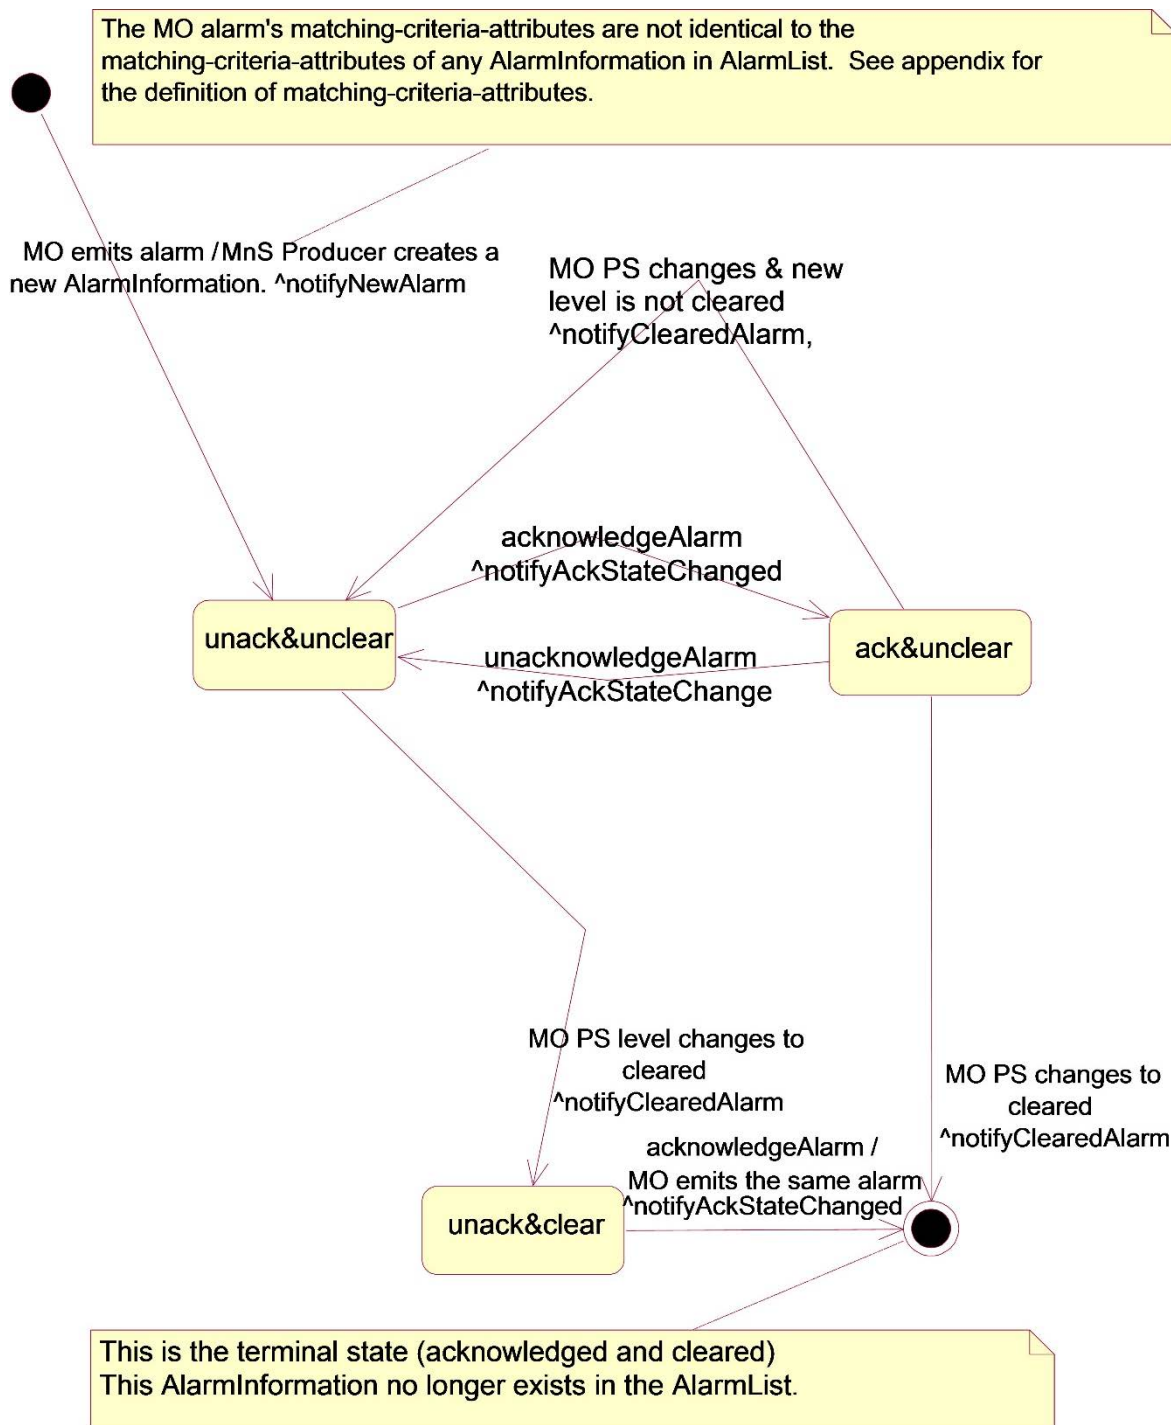 The MO alarm's matching-criteria-attributes are not identical to the
matching-criteria-attributes of any AlarmInformation in AlarmList.  See appendix for
the definition of matching-criteria-attributes.
MO emits alarm /MnS Producer creates a
new AlarmInformation. ^notifyNewAlarm
MO PS changes & new
level is not cleared
^notifyClearedAlarm,
acknowledgeAlarm
^notifyAckStateChanged
unack&unclear
ack&unclear
unacknowledgeAlarm
^notifyAckStateChange
MO PS level changes to
cleared
^notifyClearedAlarm
MO PS changes to
cleared
^notifyClearedAlarm
acknowledgeAlarm /
MO emits the same alarm
^notifyAckStateChanged
unack&clear
This is the terminal state (acknowledged and cleared)
This AlarmInformation no longer exists in the AlarmList.